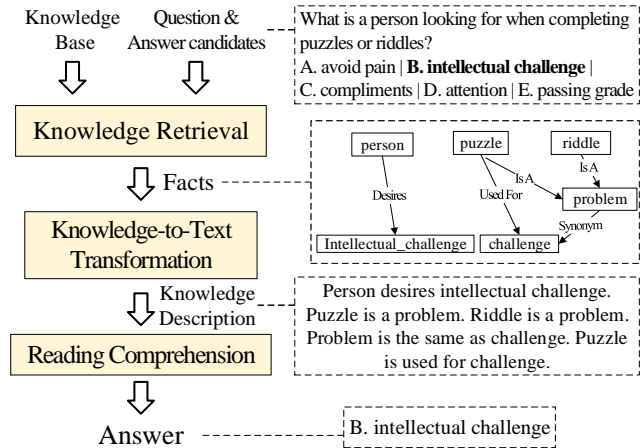 Knowledge
Base
Question &
Answer candidates
What is a person looking for when completing
puzzles or riddles?
A. avoid pain | B. intellectual challenge |
C. compliments | D. attention | E. passing grade
Knowledge Retrieval
Facts
person
puzzle
riddle
Desires
Used For
Is A
Is A
problem
Synonym
Intellectual_challenge
challenge
Knowledge-to-Text
Transformation
Knowledge
Description
Person desires intellectual challenge.
Puzzle is a problem. Riddle is a problem.
Problem is the same as challenge. Puzzle
is used for challenge.
Reading Comprehension
Answer
B. intellectual challenge